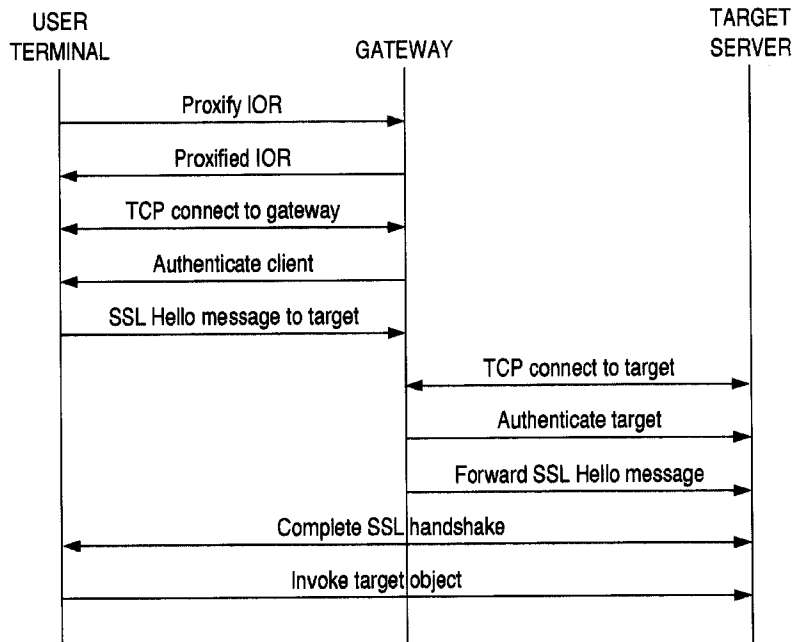 USER
TERMINAL
GATEWAY
TARGET
SERVER
Proxify IOR
Proxified IOR
TCP connect to gateway
Authenticate client
SSL Hello message to target
TCP connect to target
Authenticate target
Forward SSL Hello message
Complete SSL handshake
Invoke target object